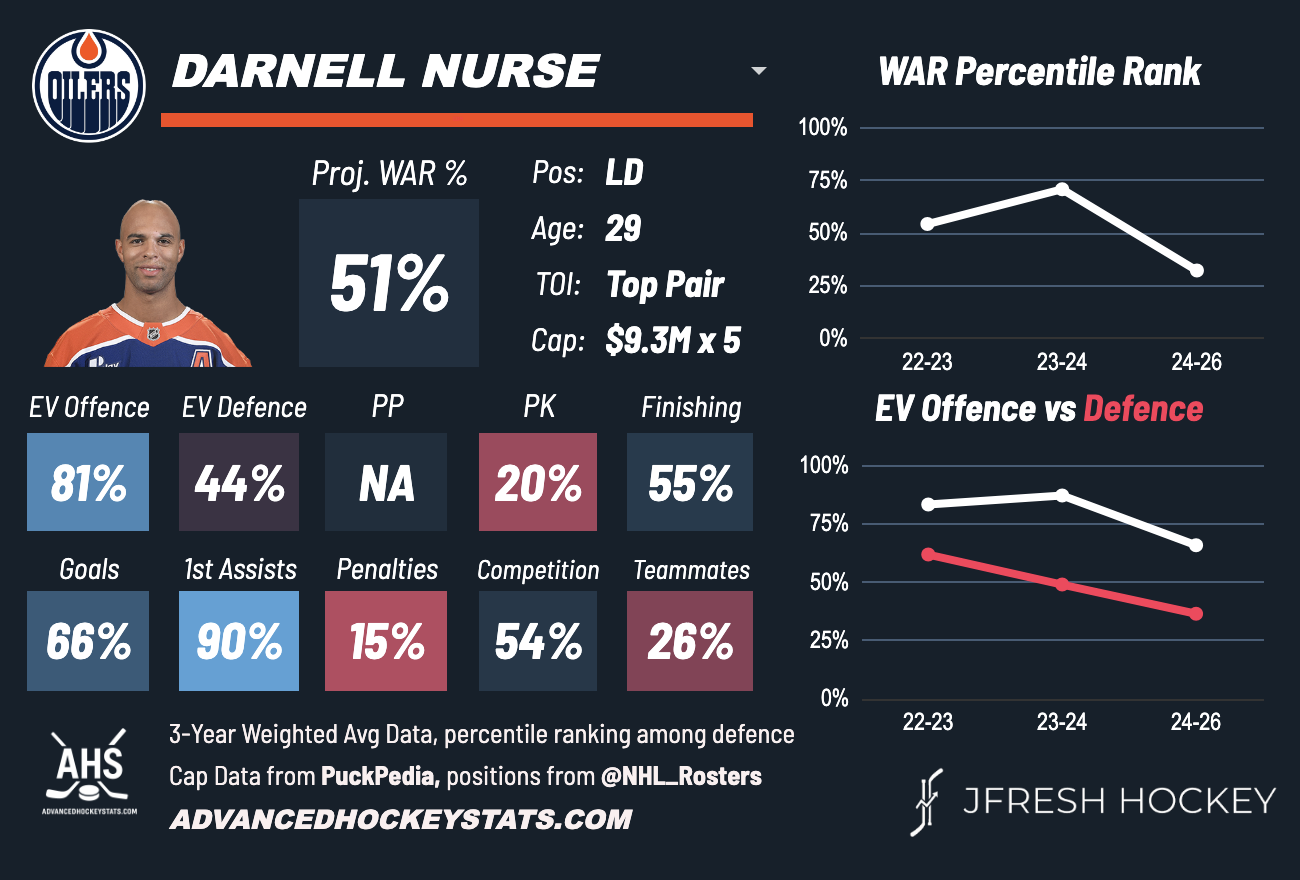 OILERS
DARNELL NURSE
WAR Percentile Rank
Proj. WAR %
51%
Pos: LD
Age: 29
TOI: Top Pair
Cap: $9.3M x 5
A
100%
75%
50%
25%
0%
22-23 23-24 24-26
EV Offence EV Defence PP PK Finishing
81% 44% NA 20% 55%
Goals 1st Assists Penalties Competition Teammates
66% 90% 15% 54% 26%
EV Offence vs Defence
100%
75%
50%
25%
0%
22-23 23-24 24-26
AHS
ADVANCEDHOCKEYSTATS.COM
3-Year Weighted Avg Data, percentile ranking among defence
Cap Data from PuckPedia, positions from @NHL_Rosters
ADVANCEDHOCKEYSTATS.COM
JFRESH HOCKEY